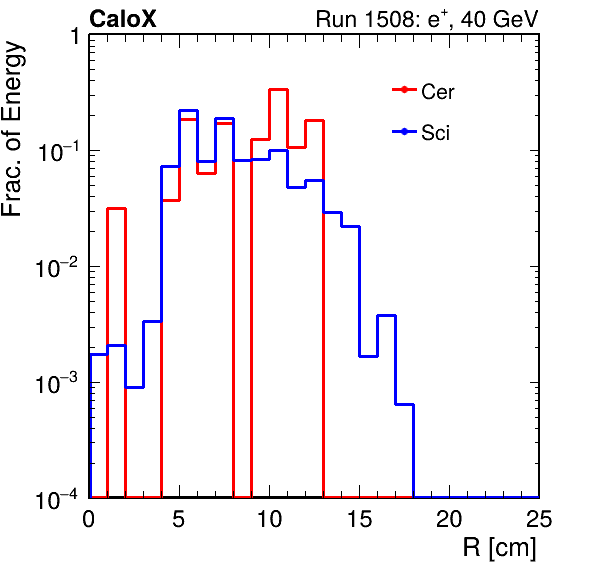 CaloX Run 1508: e⁺, 40 GeV
Frac. of Energy
1
10⁻¹
10⁻²
10⁻³
10⁻⁴
Cer
Sci
0 5 10 15 20 25
R [cm]